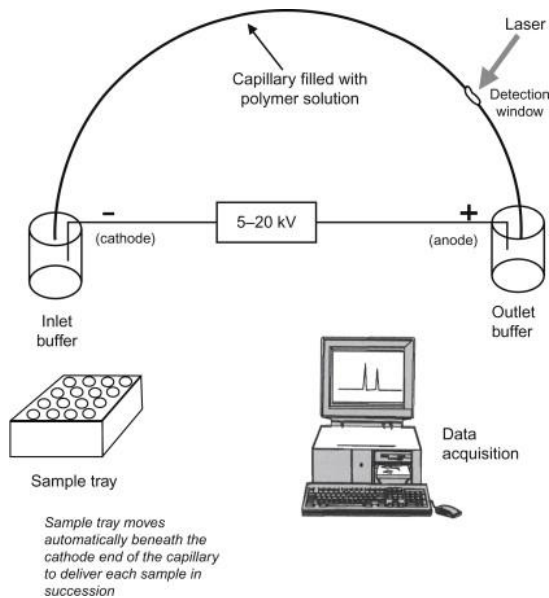 Laser
Capillary filled with
polymer solution
Detection
window
–
5–20 kV
+
(cathode)
(anode)
Inlet
buffer
Outlet
buffer
Data
acquisition
Sample tray
Sample tray moves
automatically beneath the
cathode end of the capillary
to deliver each sample in
succession